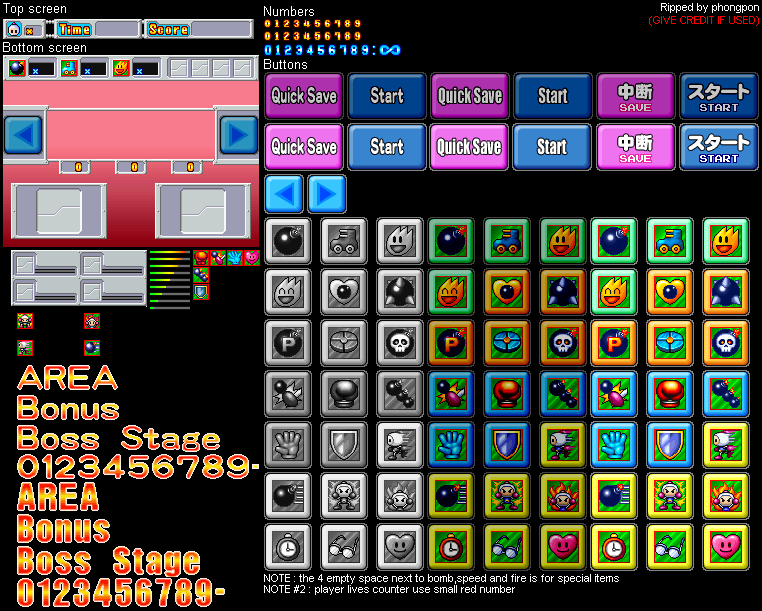 Top screen
Numbers
Ripped by phongpon
(GIVE CREDIT IF USED)
Time
Score
0123456789
0123456789
0123456789:∞
Bottom screen
Buttons
Quick Save
Start
Quick Save
Start
中断
SAVE
スタート
START
Quick Save
Start
Quick Save
Start
中断
SAVE
スタート
START
0
0
0
P
P
P
AREA
Bonus
Boss Stage
0123456789-
AREA
Bonus
Boss Stage
0123456789-
NOTE : the 4 empty space next to bomb,speed and fire is for special items
NOTE #2 : player lives counter use small red number